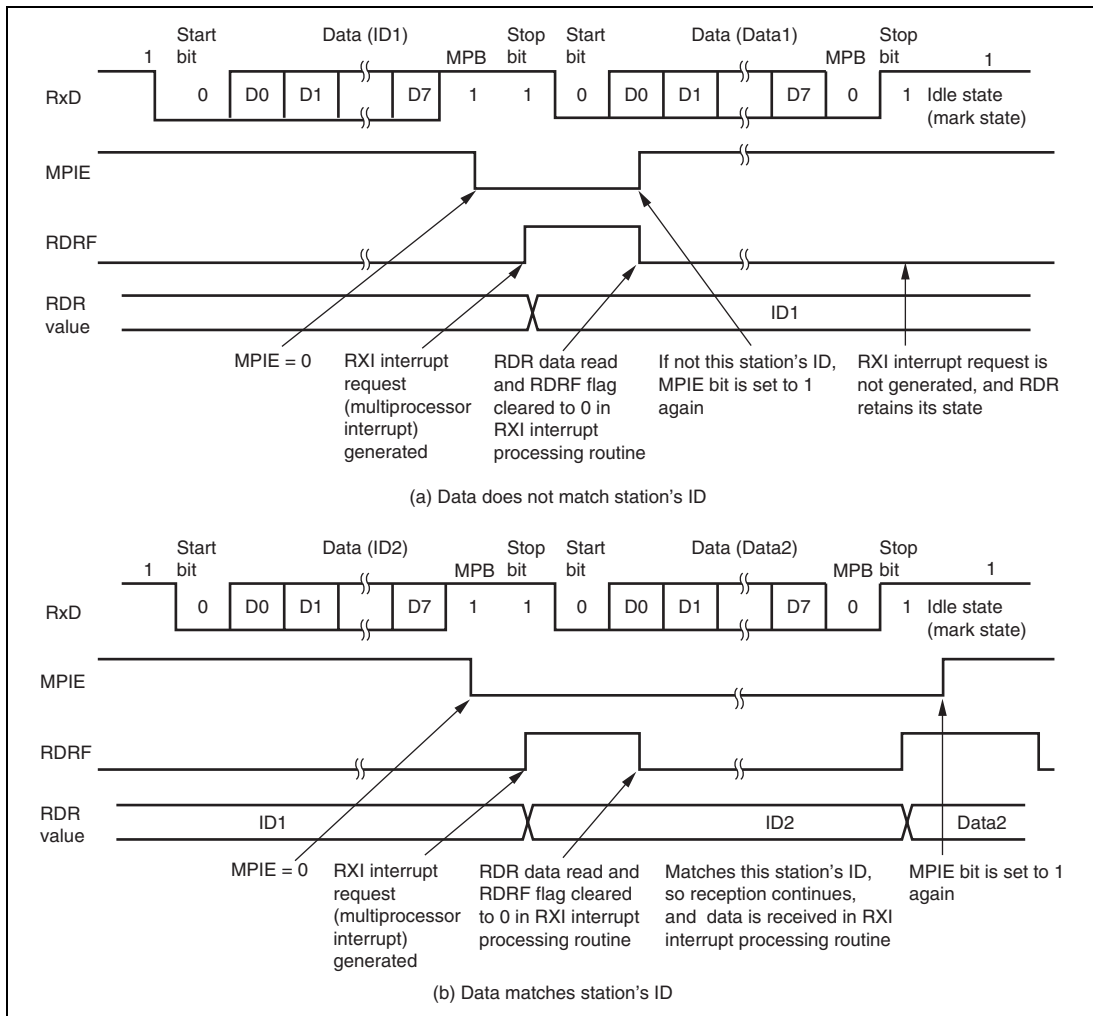 Start bit Data (ID1) MPB Stop bit Start bit Data (Data1) MPB Stop bit
1 1
RxD 0 D0 D1 D7 1 1 0 D0 D1 D7 0 1 Idle state (mark state)
MPIE
RDRF
RDR value ID1
MPIE = 0
RXI interrupt
request
(multiprocessor
interrupt)
generated
RDR data read
and RDRF flag
cleared to 0 in
RXI interrupt
processing routine
If not this station's ID,
MPIE bit is set to 1
again
RXI interrupt request is
not generated, and RDR
retains its state
(a) Data does not match station's ID
Start bit Data (ID2) MPB Stop bit Start bit Data (Data2) MPB Stop bit
1 1
RxD 0 D0 D1 D7 1 1 0 D0 D1 D7 0 1 Idle state (mark state)
MPIE
RDRF
RDR value ID1 ID2 Data2
MPIE = 0
RXI interrupt
request
(multiprocessor
interrupt)
generated
RDR data read and
RDRF flag cleared
to 0 in RXI interrupt
processing routine
Matches this station's ID,
so reception continues,
and data is received in RXI
interrupt processing routine
MPIE bit is set to 1
again
(b) Data matches station's ID